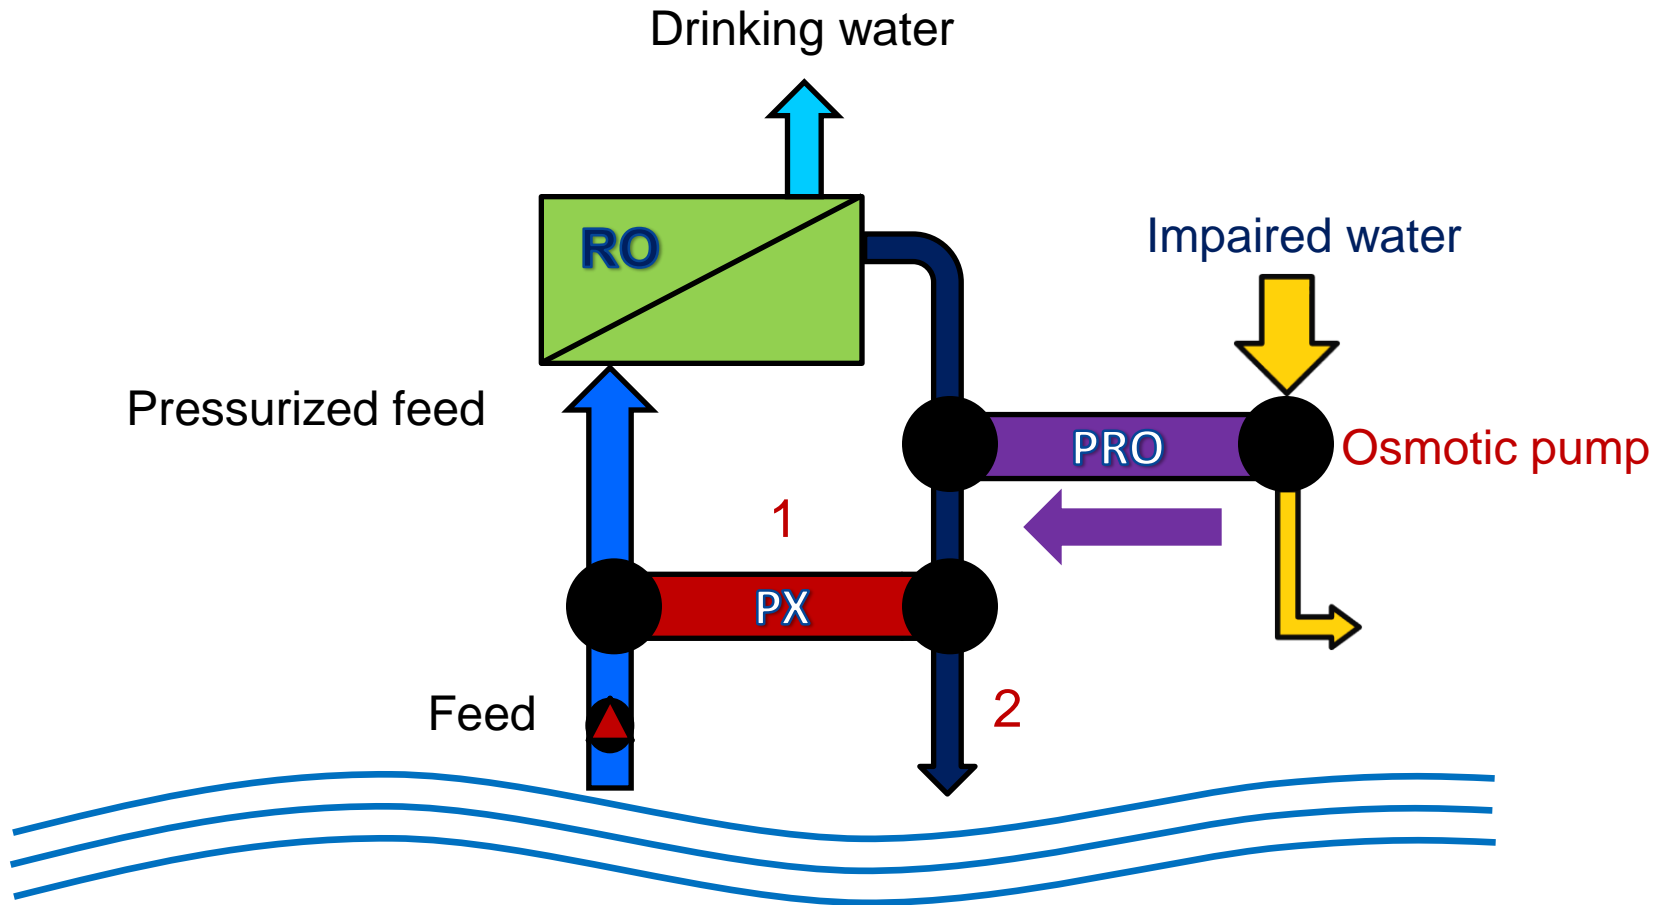 Drinking water
RO
Impaired water
Pressurized feed
PRO
Osmotic pump
1
PX
Feed
2